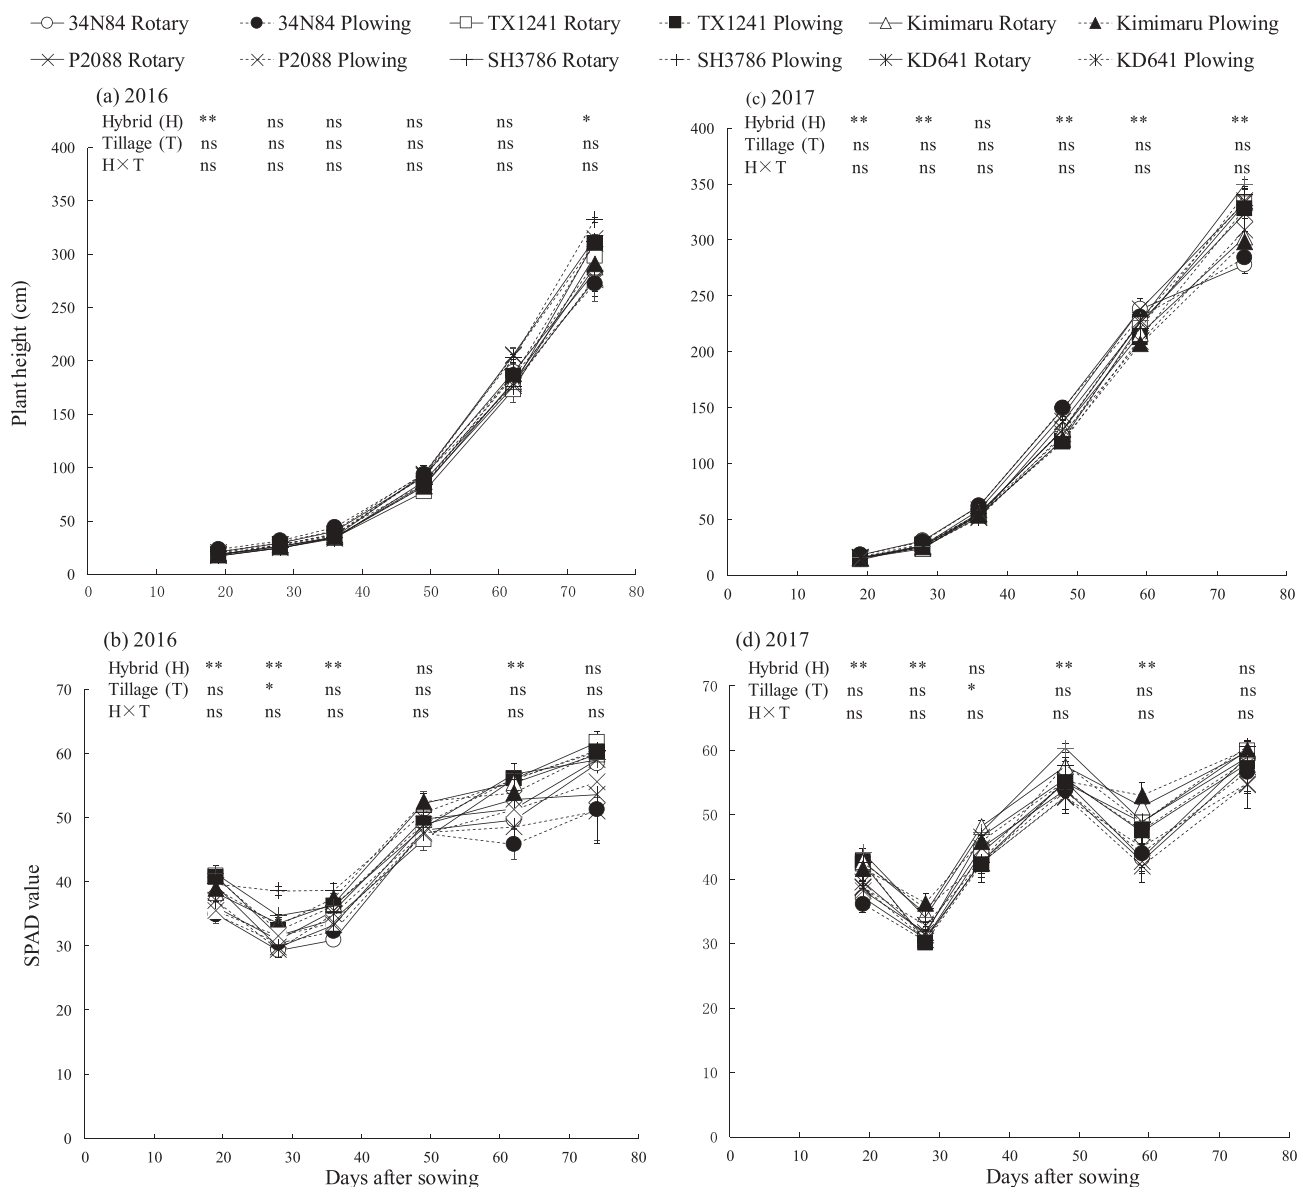 34N84 Rotary 34N84 Plowing TX1241 Rotary TX1241 Plowing Kimimaru Rotary Kimimaru Plowing
P2088 Rotary P2088 Plowing SH3786 Rotary SH3786 Plowing KD641 Rotary KD641 Plowing
(a) 2016
Hybrid (H) ** ns ns ns ns *
Tillage (T) ns ns ns ns ns ns
H×T ns ns ns ns ns ns
400
350
300
250
200
150
100
50
0
0 10 20 30 40 50 60 70 80
Plant height (cm)
(c) 2017
Hybrid (H) ** ** ns ** ** **
Tillage (T) ns ns ns ns ns ns
H×T ns ns ns ns ns ns
400
350
300
250
200
150
100
50
0
0 10 20 30 40 50 60 70 80
(b) 2016
Hybrid (H) ** ** ** ns ** ns
Tillage (T) ns * ns ns ns ns
H×T ns ns ns ns ns ns
70
60
50
40
30
20
10
0
0 10 20 30 40 50 60 70 80
SPAD value
Days after sowing
(d) 2017
Hybrid (H) ** ** ns ** ** ns
Tillage (T) ns ns * ns ns ns
H×T ns ns ns ns ns ns
70
60
50
40
30
20
10
0
0 10 20 30 40 50 60 70 80
Days after sowing